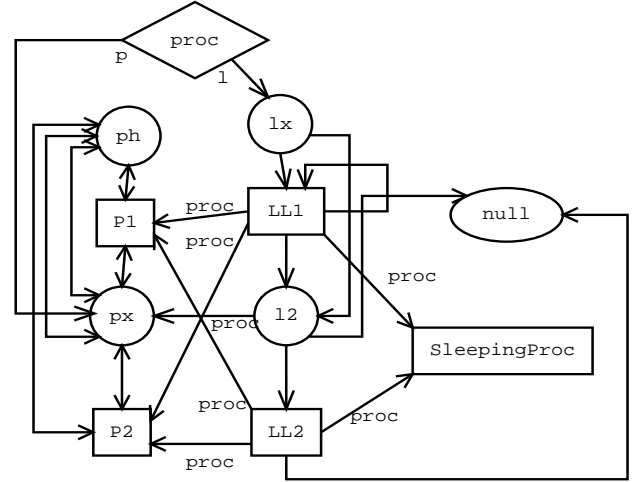 proc
p
l
lx
ph
proc
LL1
null
P1
proc
proc
px
proc
l2
SleepingProc
proc
proc
P2
LL2
proc